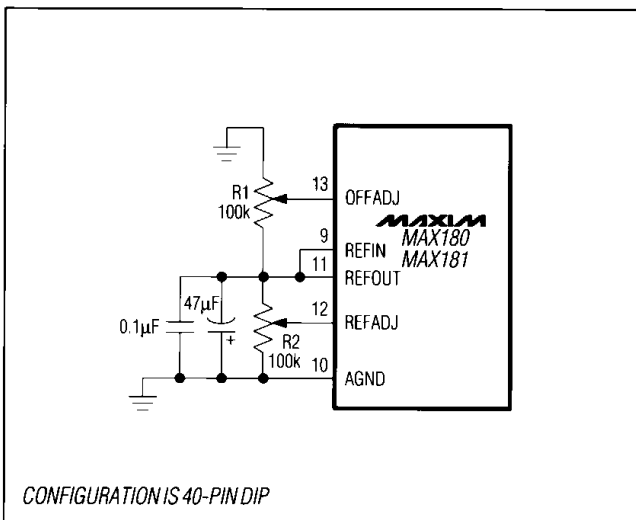 13
R1
100k
OFFADJ
MAXIM
MAX180
MAX181
9
REFIN
11
REFOUT
47µF
+
0.1µF
12
REFADJ
R2
100k
10
AGND
CONFIGURATION IS 40-PIN DIP